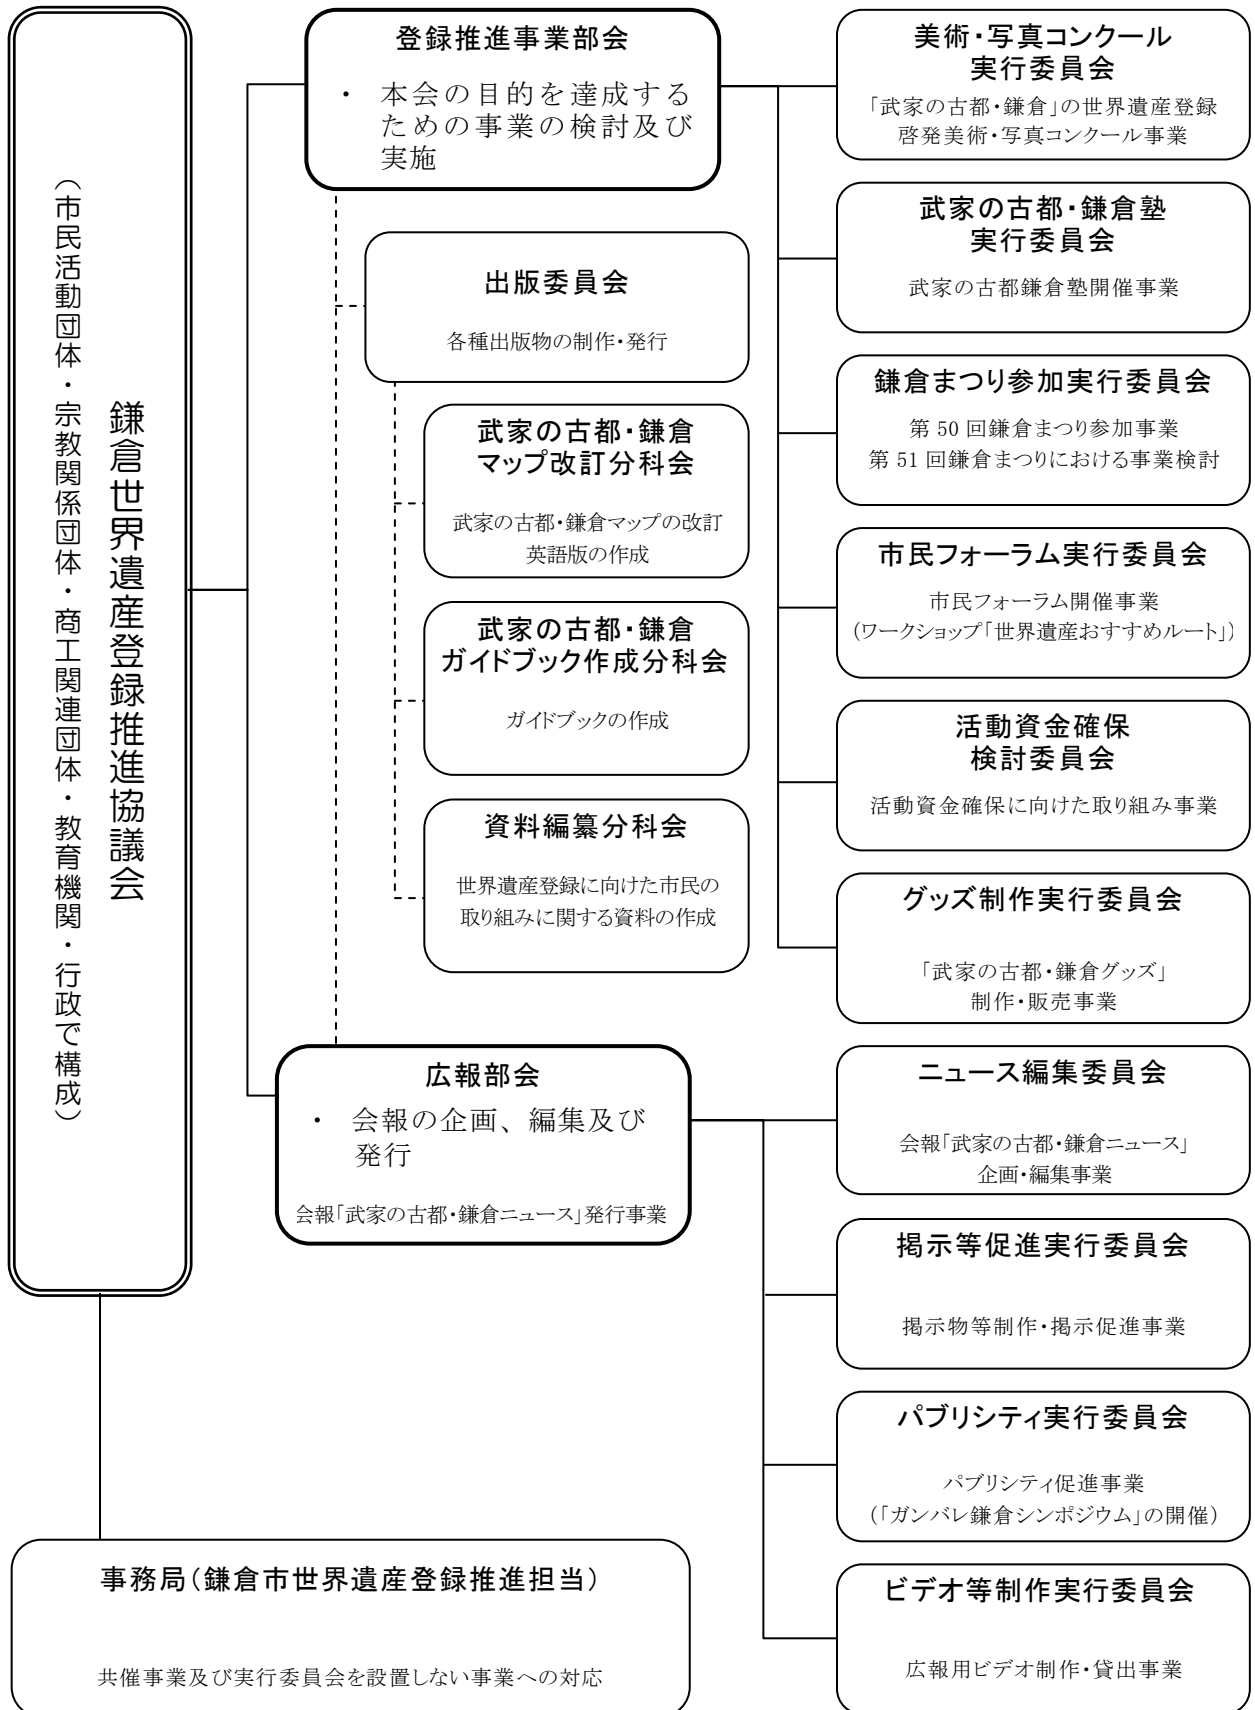 鎌倉世界遺産登録推進協議会
（市民活動団体・宗教関係団体・商工関連団体・教育機関・行政で構成）
登録推進事業部会
・ 本会の目的を達成する
ための事業の検討及び
実施
出版委員会
各種出版物の制作・発行
武家の古都・鎌倉
マップ改訂分科会
武家の古都・鎌倉マップの改訂
英語版の作成
武家の古都・鎌倉
ガイドブック作成分科会
ガイドブックの作成
資料編纂分科会
世界遺産登録に向けた市民の
取り組みに関する資料の作成
広報部会
・ 会報の企画、編集及び
発行
会報「武家の古都・鎌倉ニュース」発行事業
事務局（鎌倉市世界遺産登録推進担当）
共催事業及び実行委員会を設置しない事業への対応
美術・写真コンクール
実行委員会
「武家の古都・鎌倉」の世界遺産登録
啓発美術・写真コンクール事業
武家の古都・鎌倉塾
実行委員会
武家の古都鎌倉塾開催事業
鎌倉まつり参加実行委員会
第 50 回鎌倉まつり参加事業
第 51 回鎌倉まつりにおける事業検討
市民フォーラム実行委員会
市民フォーラム開催事業
（ワークショップ「世界遺産おすすめルート」）
活動資金確保
検討委員会
活動資金確保に向けた取り組み事業
グッズ制作実行委員会
「武家の古都・鎌倉グッズ」
制作・販売事業
ニュース編集委員会
会報「武家の古都・鎌倉ニュース」
企画・編集事業
掲示等促進実行委員会
掲示物等制作・掲示促進事業
パブリシティ実行委員会
パブリシティ促進事業
（「ガンバレ鎌倉シンポジウム」の開催）
ビデオ等制作実行委員会
広報用ビデオ制作・貸出事業